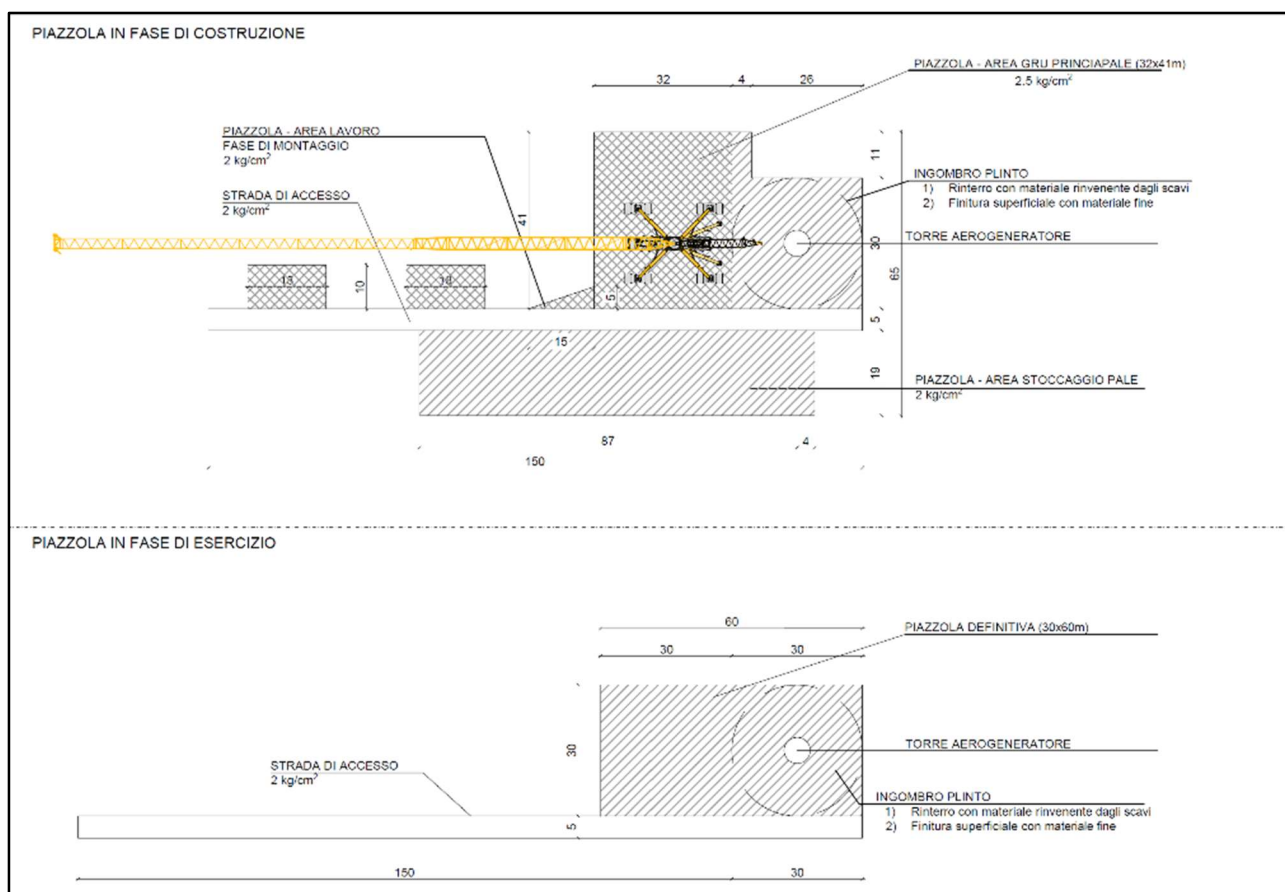 PIAZZOLA IN FASE DI COSTRUZIONE
32
4
26
PIAZZOLA - AREA GRU PRINCIAPALE (32x41m)
2.5 kg/cm²
PIAZZOLA - AREA LAVORO
FASE DI MONTAGGIO
2 kg/cm²
STRADA DI ACCESSO
2 kg/cm²
41
11
INGOMBRO PLINTO
1) Rinterro con materiale rinvenente dagli scavi
2) Finitura superficiale con materiale fine
TORRE AEROGENERATORE
30
65
10
5
5
15
19
PIAZZOLA - AREA STOCCAGGIO PALE
2 kg/cm²
87
4
150
PIAZZOLA IN FASE DI ESERCIZIO
60
PIAZZOLA DEFINITIVA (30x60m)
30
30
30
TORRE AEROGENERATORE
STRADA DI ACCESSO
2 kg/cm²
INGOMBRO PLINTO
1) Rinterro con materiale rinvenente dagli scavi
2) Finitura superficiale con materiale fine
5
150
30